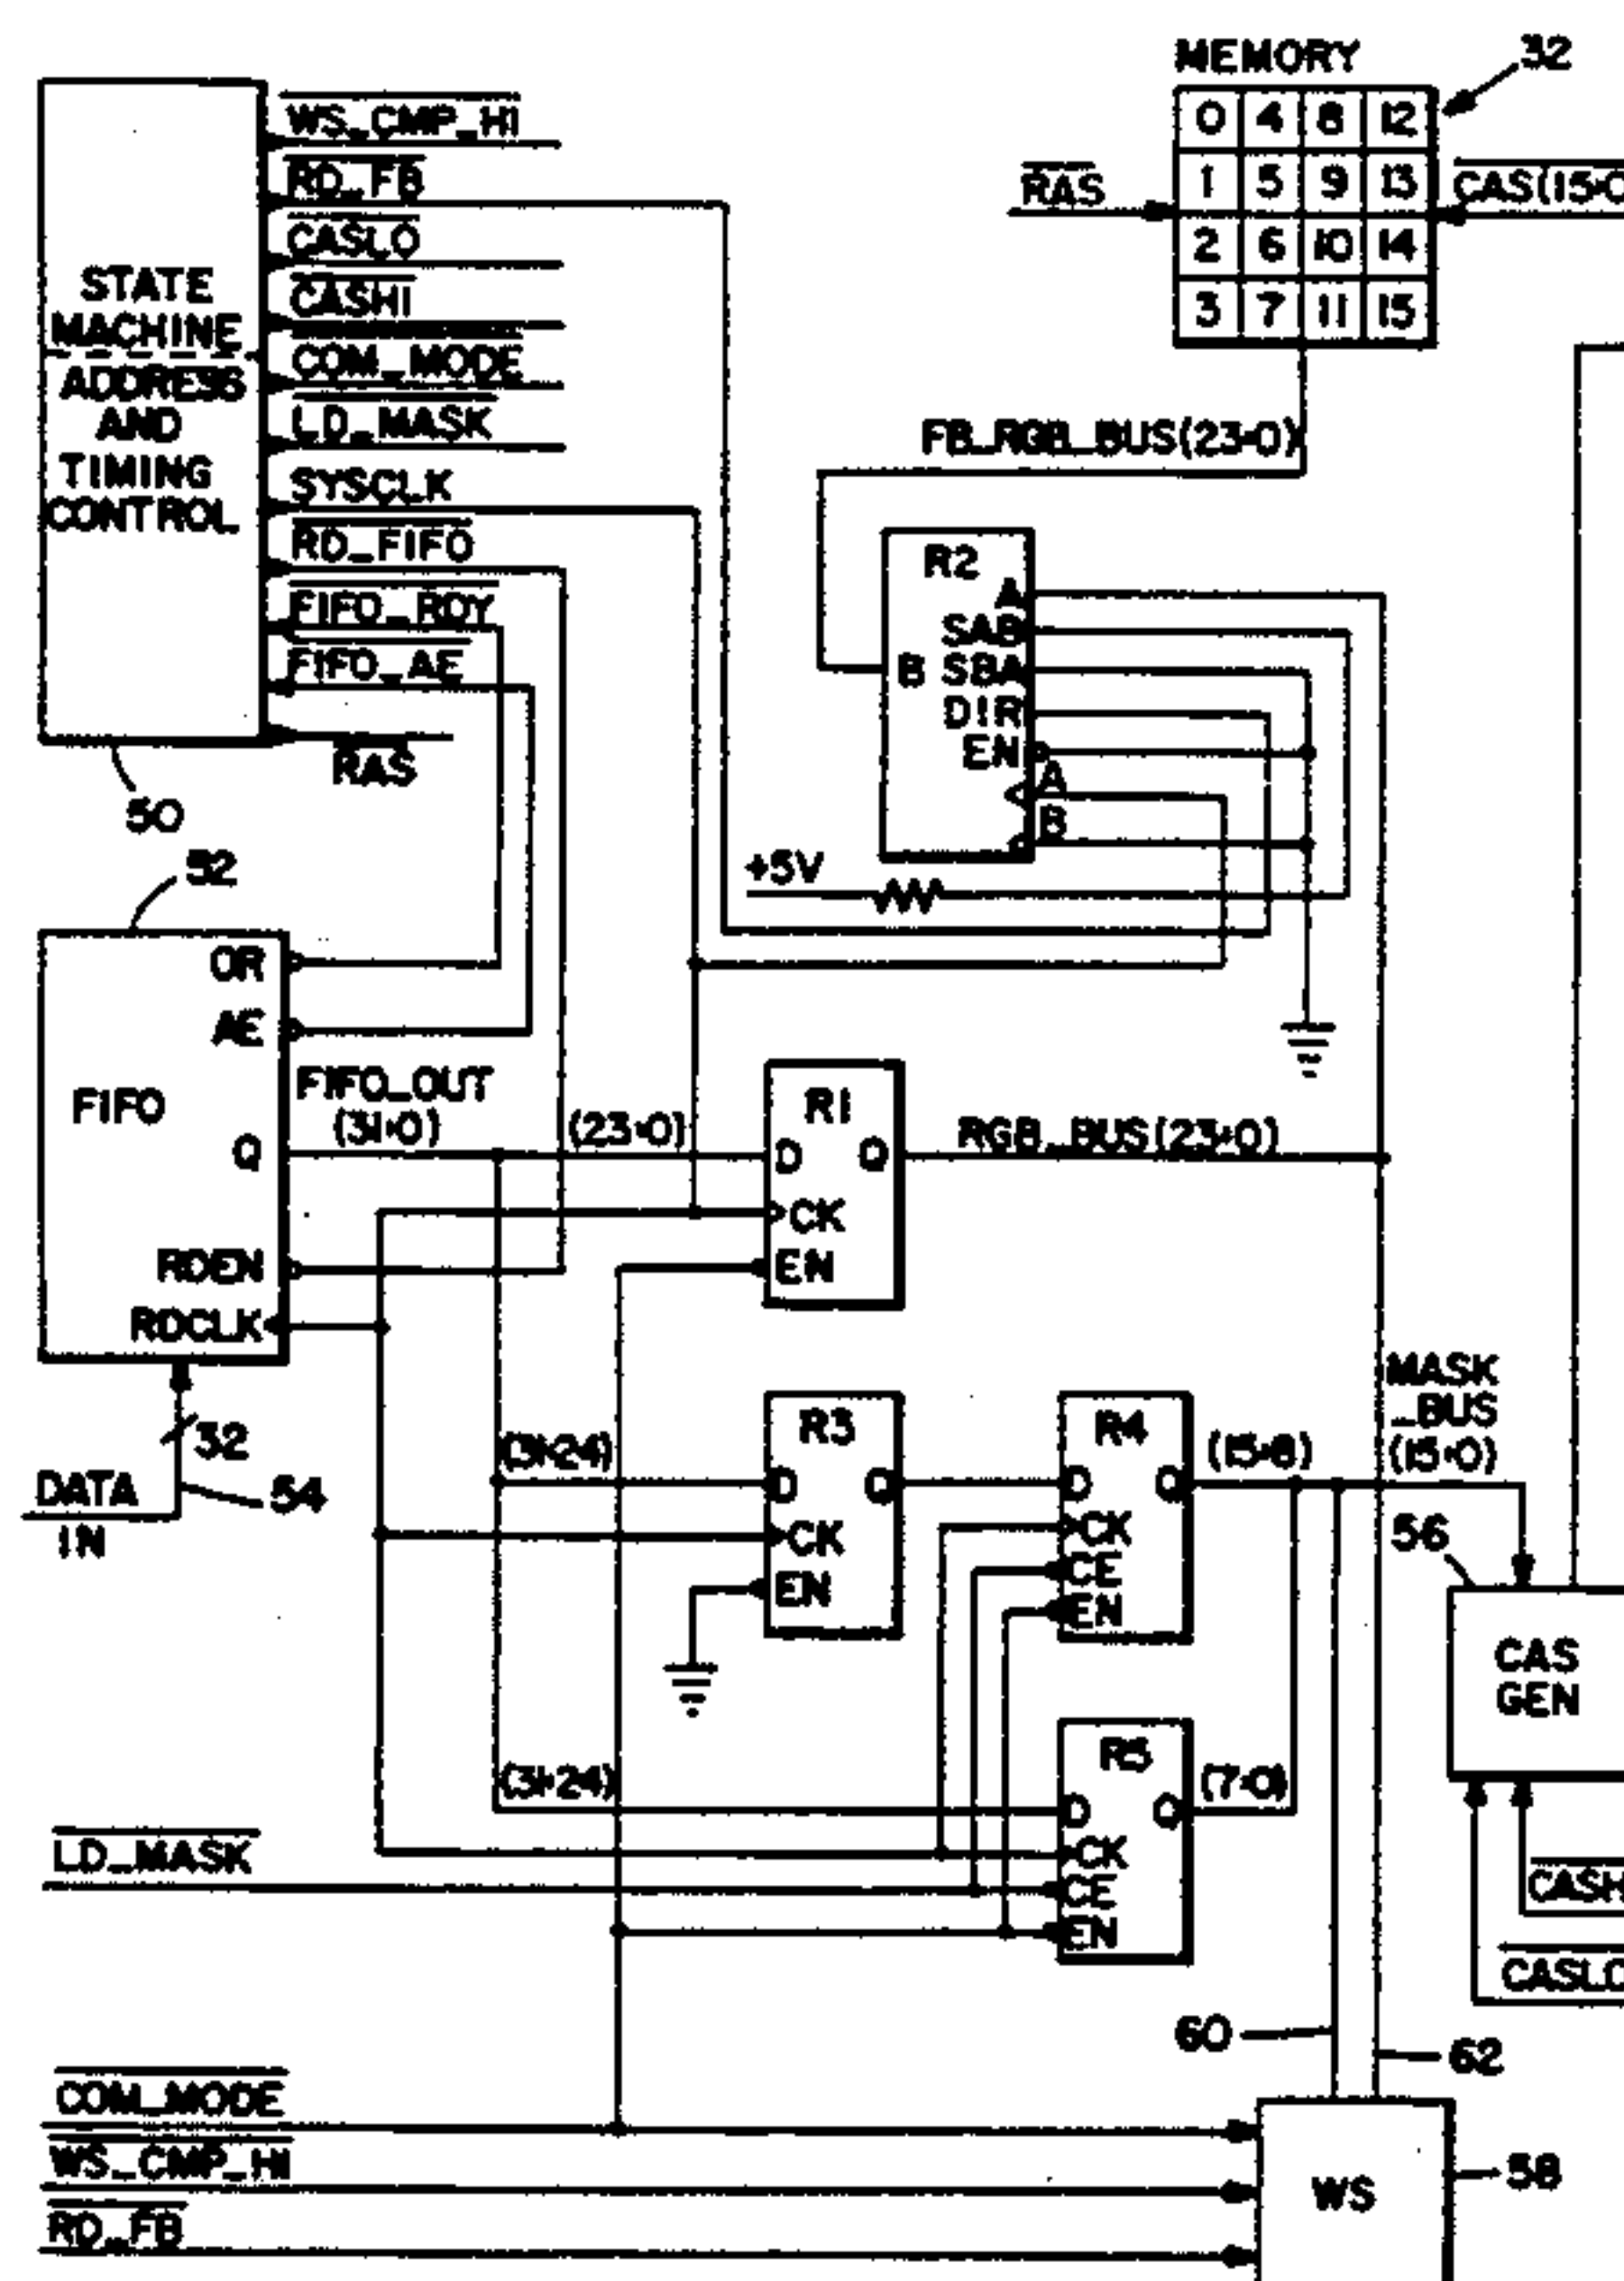 WS_CMP_HI
RD_FB
CASLO
CASHI
COM_MODE
LD_MASK
SYSCLK
RD_FIFO
FIFO_RDY
FIFO_AE
RAS
STATE
MACHINE
ADDRESS
AND
TIMING
CONTROL
50
MEMORY
32
0 4 8 12
1 5 9 13
2 6 10 14
3 7 11 15
RAS
CAS(15:0
FB_RGB_BUS(23:0)
R2
A
SAB
B SBA
DIR
EN
A
B
+5V
52
OR
AE
FIFO
Q
RDEN
RDCLK
FIFO_OUT
(31:0)
(23:0)
R1
D Q
CK
EN
RGB_BUS(23:0)
32
54
DATA
IN
(31:24)
R3
D Q
CK
EN
R4
D Q
CK
CE
EN
(15:8)
MASK
_BUS
(15:0)
56
CAS
GEN
(31:24)
R5
D Q
CK
CE
EN
(7:0)
LD_MASK
CASH
CASLO
60
62
COM_MODE
WS_CMP_HI
RD_FB
WS
58